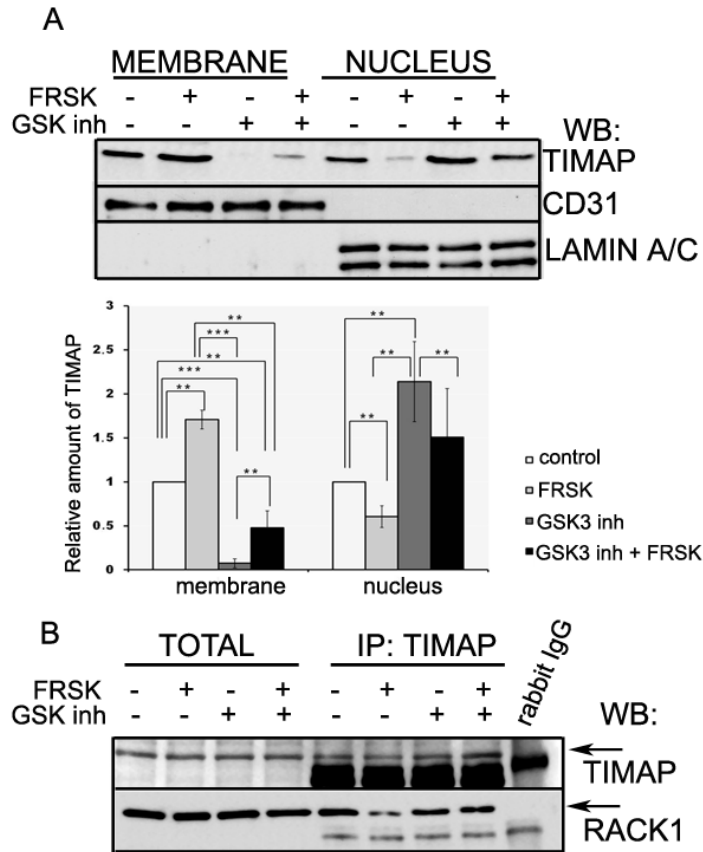 A
MEMBRANE NUCLEUS
FRSK - + - + - + - +
GSK inh - - + + - - + +
WB:
TIMAP
CD31
LAMIN A/C
Relative amount of TIMAP
3
2.5
2
1.5
1
0.5
0
**
***
**
***
**
**
**
**
**
**
membrane nucleus
control
FRSK
GSK3 inh
GSK3 inh + FRSK
B
TOTAL IP: TIMAP rabbit IgG
FRSK - + - + - + - +
GSK inh - - + + - - + +
WB:
TIMAP
RACK1